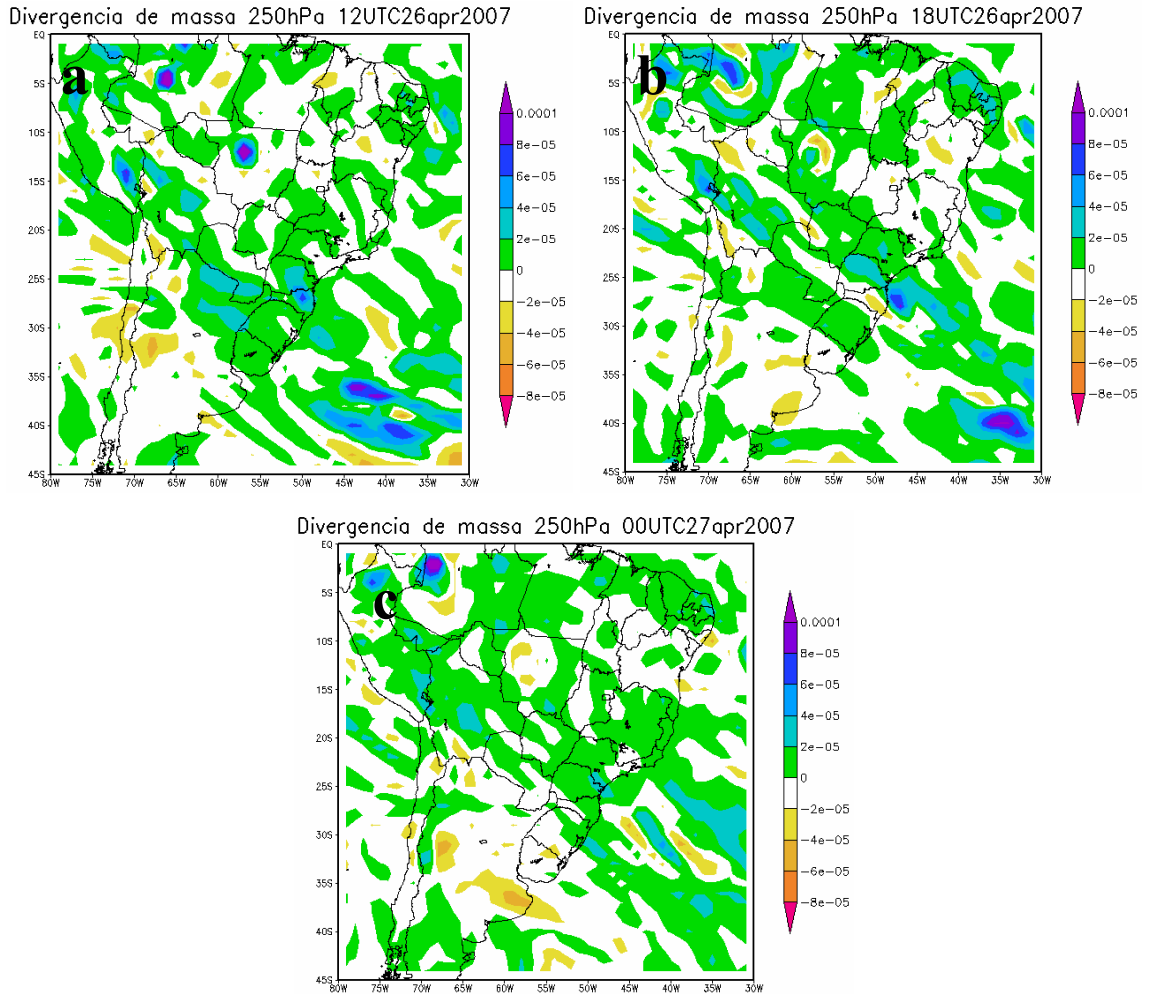 Divergencia de massa 250hPa 12UTC26apr2007
a
EQ
5S
10S
15S
20S
25S
30S
35S
40S
45S
80W 75W 70W 65W 60W 55W 50W 45W 40W 35W 30W
0.0001
8e-05
6e-05
4e-05
2e-05
0
-2e-05
-4e-05
-6e-05
-8e-05
Divergencia de massa 250hPa 18UTC26apr2007
b
EQ
5S
10S
15S
20S
25S
30S
35S
40S
45S
80W 75W 70W 65W 60W 55W 50W 45W 40W 35W 30W
0.0001
8e-05
6e-05
4e-05
2e-05
0
-2e-05
-4e-05
-6e-05
-8e-05
Divergencia de massa 250hPa 00UTC27apr2007
c
EQ
5S
10S
15S
20S
25S
30S
35S
40S
45S
80W 75W 70W 65W 60W 55W 50W 45W 40W 35W 30W
0.0001
8e-05
6e-05
4e-05
2e-05
0
-2e-05
-4e-05
-6e-05
-8e-05